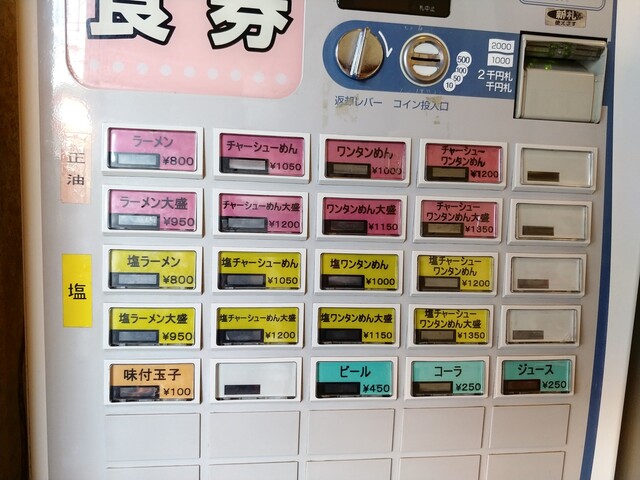 食券
札中止
新札
使えます
2000
1000
500
100
50
10
2千円札
千円札
返却レバー
コイン投入口
正油
ラーメン
¥800
チャーシューめん
¥1050
ワンタンめん
¥1000
チャーシュー
ワンタンめん
¥1200
ラーメン大盛
¥950
チャーシューめん大盛
¥1200
ワンタンめん大盛
¥1150
チャーシュー
ワンタンめん大盛
¥1350
塩
塩ラーメン
¥800
塩チャーシューめん
¥1050
塩ワンタンめん
¥1000
塩チャーシュー
ワンタンめん
¥1200
塩ラーメン大盛
¥950
塩チャーシューめん大盛
¥1200
塩ワンタンめん大盛
¥1150
塩チャーシュー
ワンタンめん大盛
¥1350
味付玉子
¥100
ビール
¥450
コーラ
¥250
ジュース
¥250